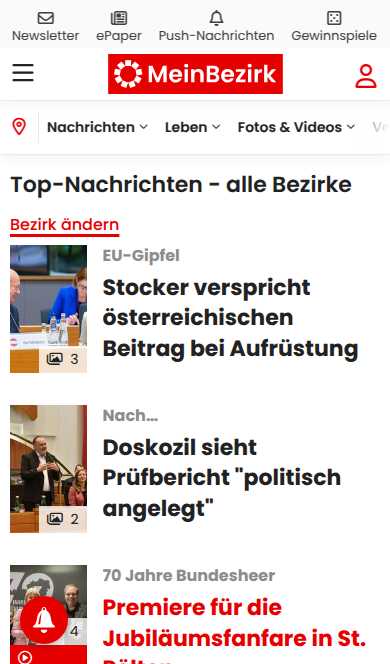 Newsletter ePaper Push-Nachrichten Gewinnspiele
MeinBezirk
Nachrichten Leben Fotos & Videos
Top-Nachrichten - alle Bezirke
Bezirk ändern
EU-Gipfel
Stocker verspricht
österreichischen
Beitrag bei Aufrüstung
3
Nach...
Doskozil sieht
Prüfbericht "politisch
angelegt"
2
70 Jahre Bundesheer
Premiere für die
Jubiläumsfanfare in St.
Pölten
4